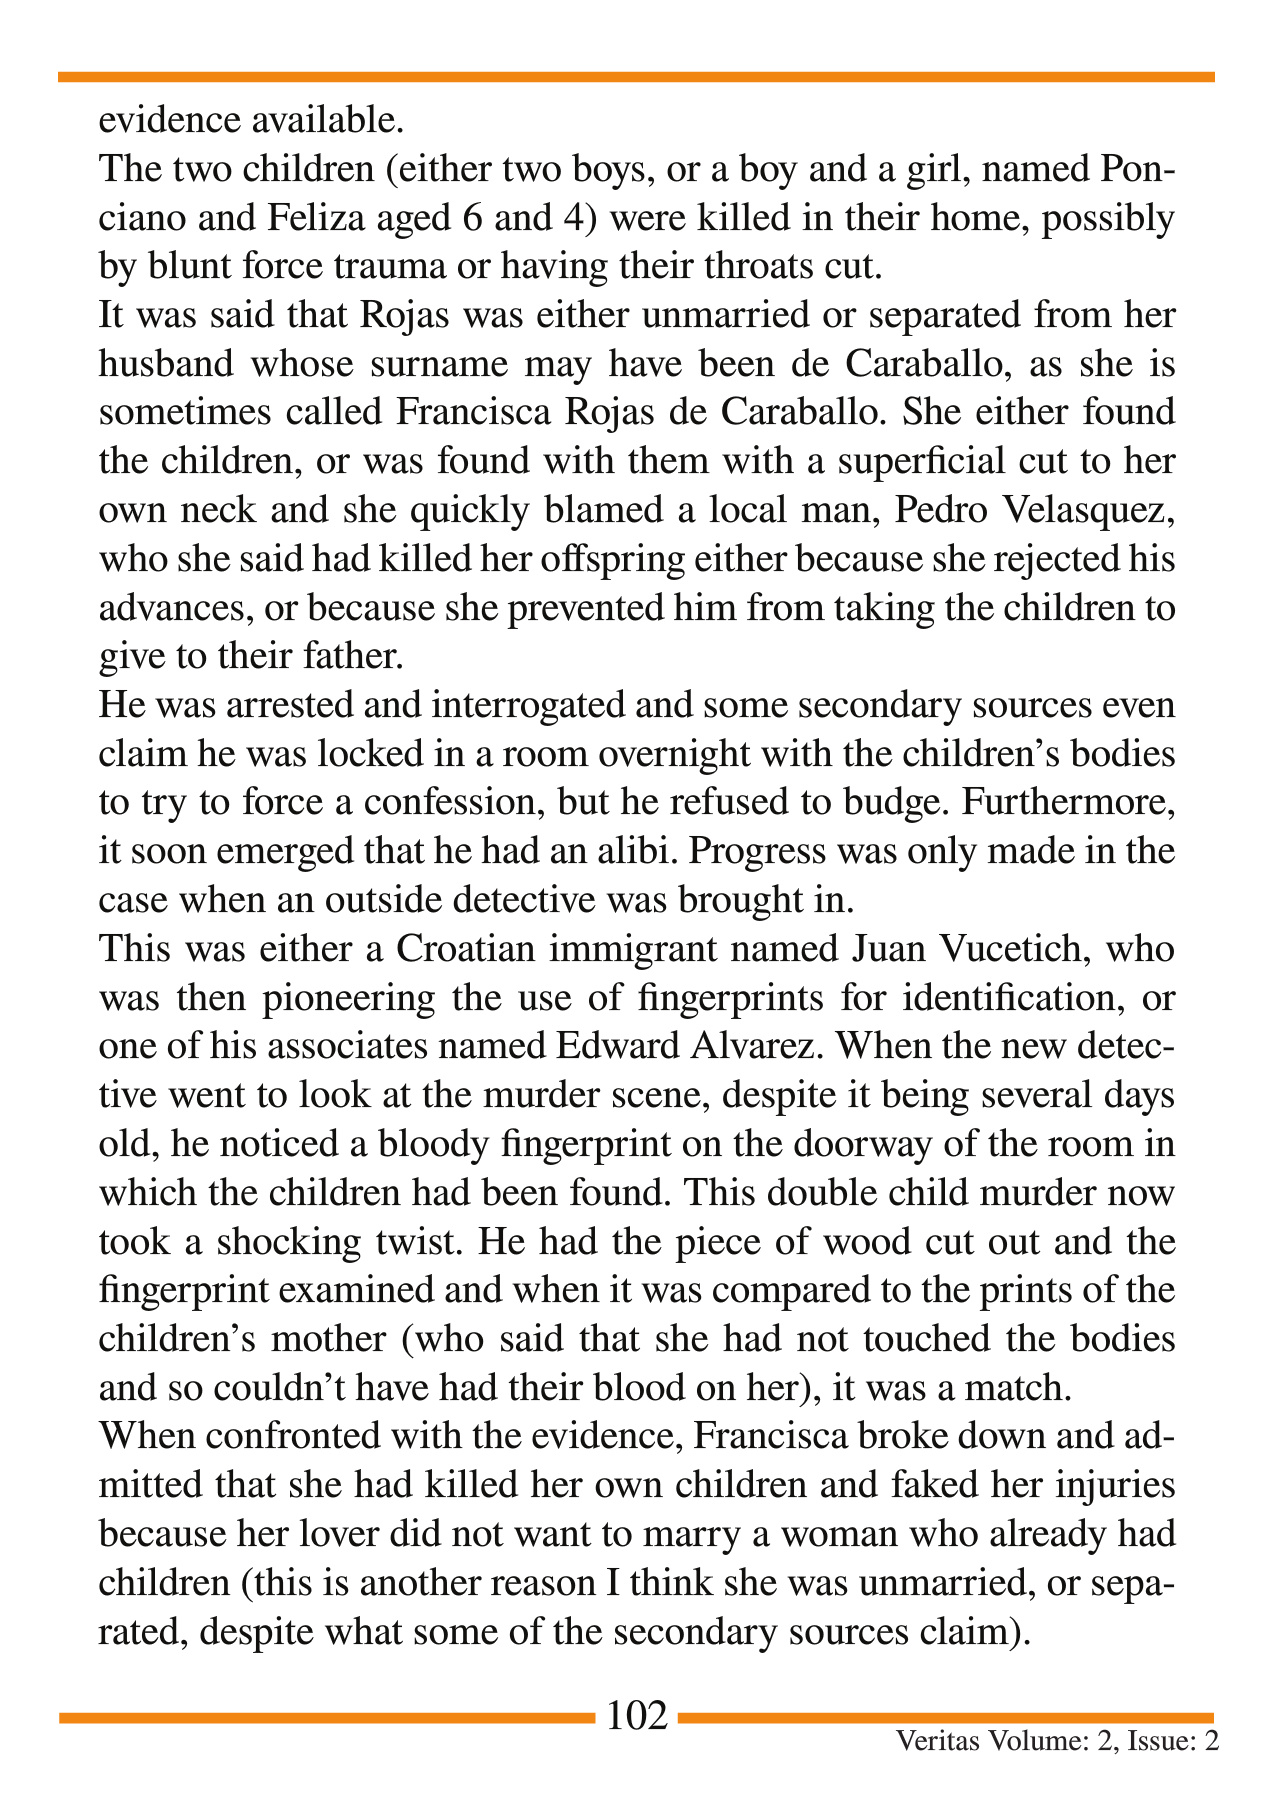 evidence available.
The two children (either two boys, or a boy and a girl, named Pon-
ciano and Feliza aged 6 and 4) were killed in their home, possibly
by blunt force trauma or having their throats cut.
It was said that Rojas was either unmarried or separated from her
husband whose surname may have been de Caraballo, as she is
sometimes called Francisca Rojas de Caraballo. She either found
the children, or was found with them with a superficial cut to her
own neck and she quickly blamed a local man, Pedro Velasquez,
who she said had killed her offspring either because she rejected his
advances, or because she prevented him from taking the children to
give to their father.
He was arrested and interrogated and some secondary sources even
claim he was locked in a room overnight with the children’s bodies
to try to force a confession, but he refused to budge. Furthermore,
it soon emerged that he had an alibi. Progress was only made in the
case when an outside detective was brought in.
This was either a Croatian immigrant named Juan Vucetich, who
was then pioneering the use of fingerprints for identification, or
one of his associates named Edward Alvarez. When the new detec-
tive went to look at the murder scene, despite it being several days
old, he noticed a bloody fingerprint on the doorway of the room in
which the children had been found. This double child murder now
took a shocking twist. He had the piece of wood cut out and the
fingerprint examined and when it was compared to the prints of the
children’s mother (who said that she had not touched the bodies
and so couldn’t have had their blood on her), it was a match.
When confronted with the evidence, Francisca broke down and ad-
mitted that she had killed her own children and faked her injuries
because her lover did not want to marry a woman who already had
children (this is another reason I think she was unmarried, or sepa-
rated, despite what some of the secondary sources claim).
102
Veritas Volume: 2, Issue: 2